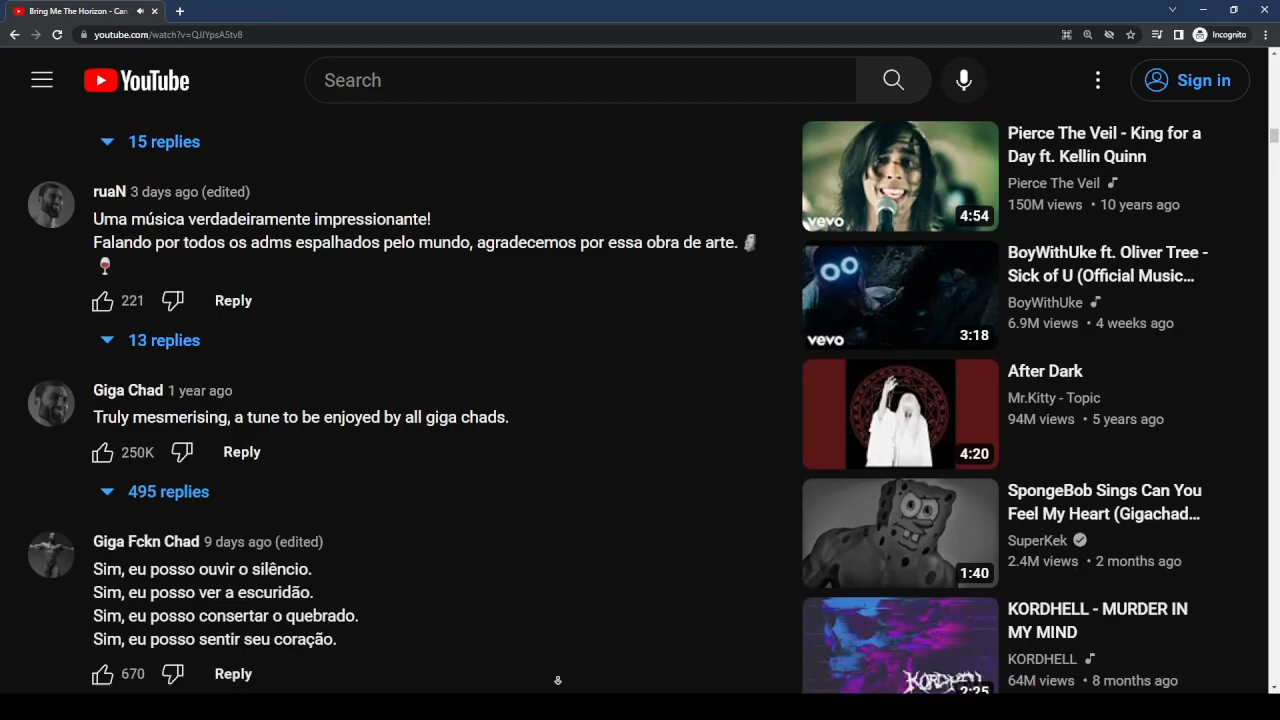 Bring Me The Horizon - Can
youtube.com/watch?v=QJJYpsA5tv8
Incognito
YouTube
Search
Sign in
15 replies
ruaN 3 days ago (edited)
Uma música verdadeiramente impressionante!
Falando por todos os adms espalhados pelo mundo, agradecemos por essa obra de arte. 🗿
🍷
221 Reply
13 replies
Giga Chad 1 year ago
Truly mesmerising, a tune to be enjoyed by all giga chads.
250K Reply
495 replies
Giga Fckn Chad 9 days ago (edited)
Sim, eu posso ouvir o silêncio.
Sim, eu posso ver a escuridão.
Sim, eu posso consertar o quebrado.
Sim, eu posso sentir seu coração.
670 Reply
vevo 4:54
Pierce The Veil - King for a
Day ft. Kellin Quinn
Pierce The Veil
150M views • 10 years ago
vevo 3:18
BoyWithUke ft. Oliver Tree -
Sick of U (Official Music...
BoyWithUke
6.9M views • 4 weeks ago
4:20
After Dark
Mr.Kitty - Topic
94M views • 5 years ago
1:40
SpongeBob Sings Can You
Feel My Heart (Gigachad...
SuperKek
2.4M views • 2 months ago
KORDHELL 2:25
KORDHELL - MURDER IN
MY MIND
KORDHELL
64M views • 8 months ago